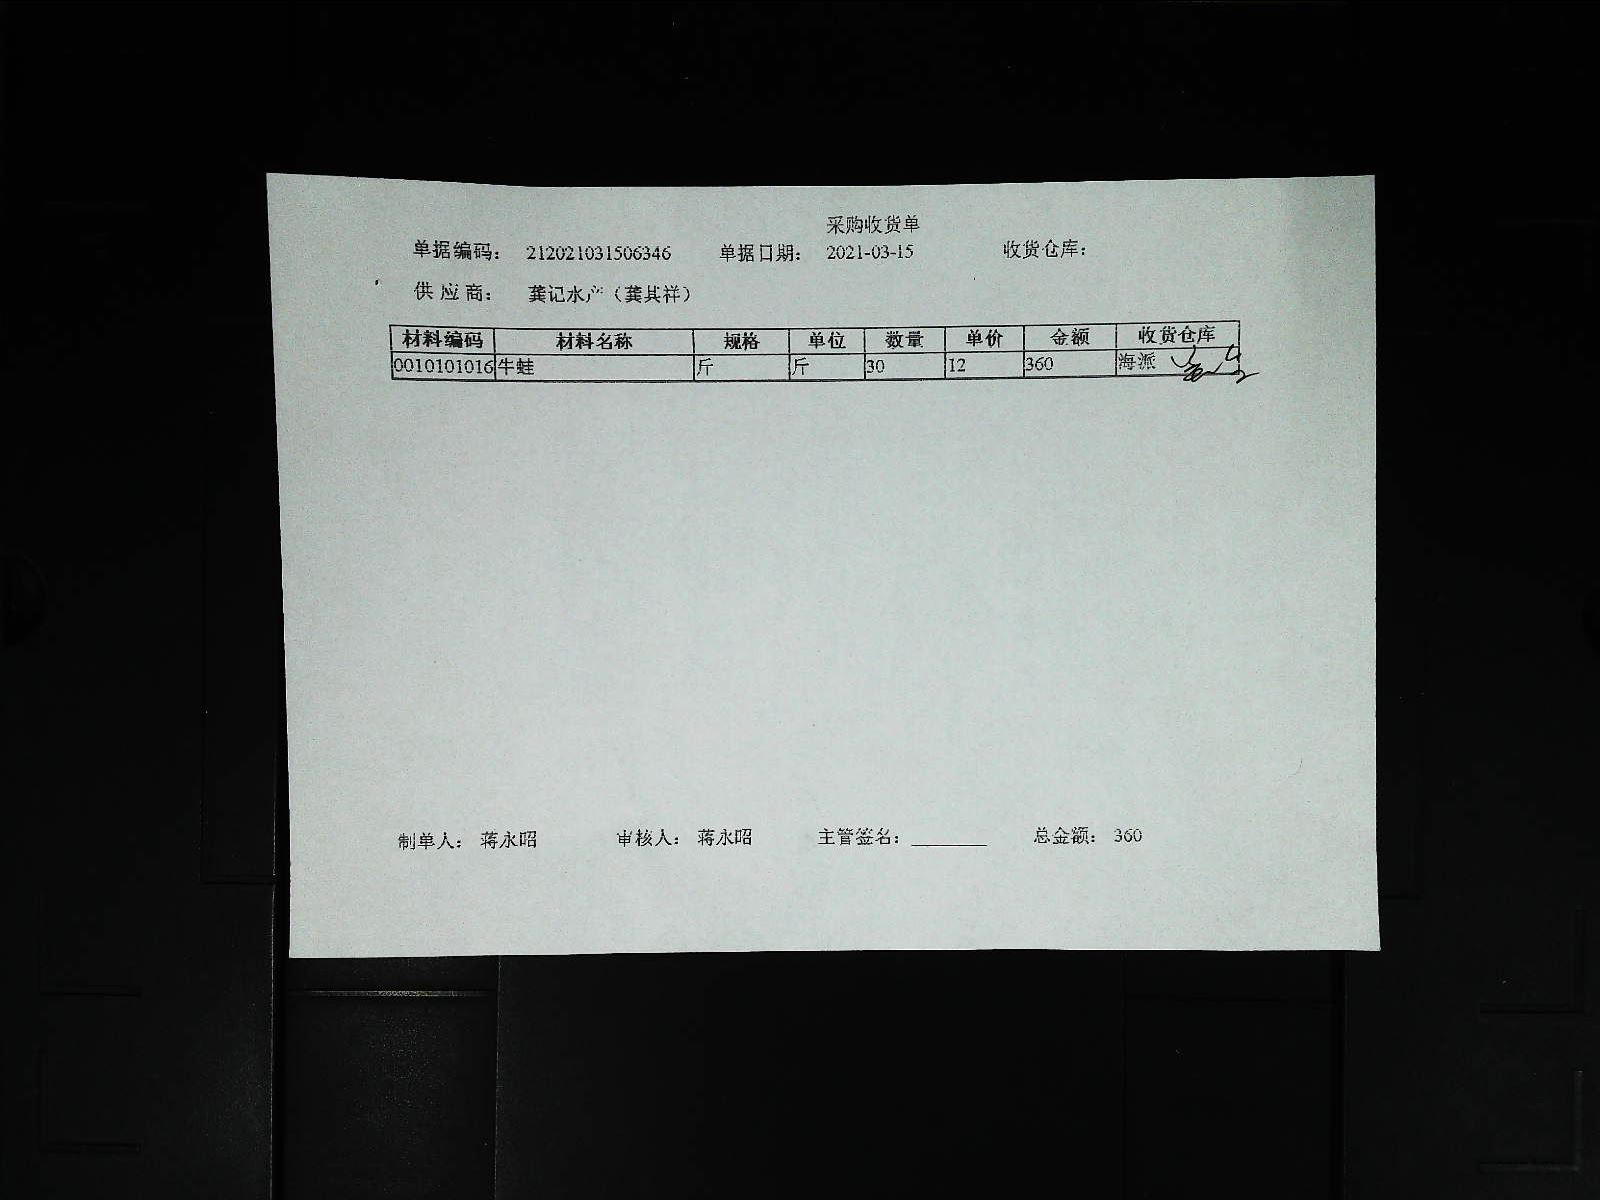 采购收货单
单据编码： 212021031506346 单据日期： 2021-03-15 收货仓库：
供 应 商： 龚记水产（龚其祥）
材料编码 材料名称 规格 单位 数量 单价 金额 收货仓库
0010101016 牛蛙 斤 斤 30 12 360 海派
制单人： 蒋永昭 审核人： 蒋永昭 主管签名：________ 总金额： 360